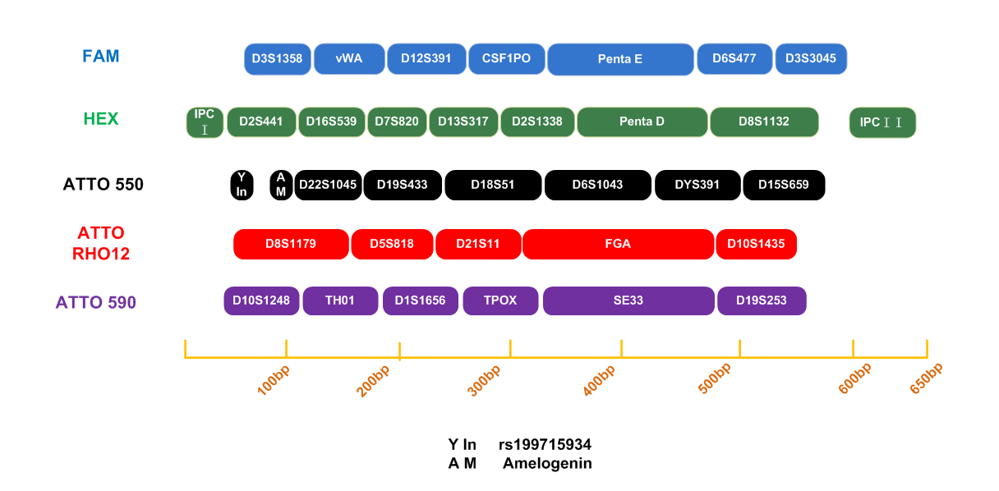 FAM D3S1358 vWA D12S391 CSF1PO Penta E D6S477 D3S3045
HEX IPC Ⅰ D2S441 D16S539 D7S820 D13S317 D2S1338 Penta D D8S1132 IPC ⅠⅠ
ATTO 550 Y In A M D22S1045 D19S433 D18S51 D6S1043 DYS391 D15S659
ATTO
RHO12 D8S1179 D5S818 D21S11 FGA D10S1435
ATTO 590 D10S1248 TH01 D1S1656 TPOX SE33 D19S253
100bp 200bp 300bp 400bp 500bp 600bp 650bp
Y In rs199715934
A M Amelogenin